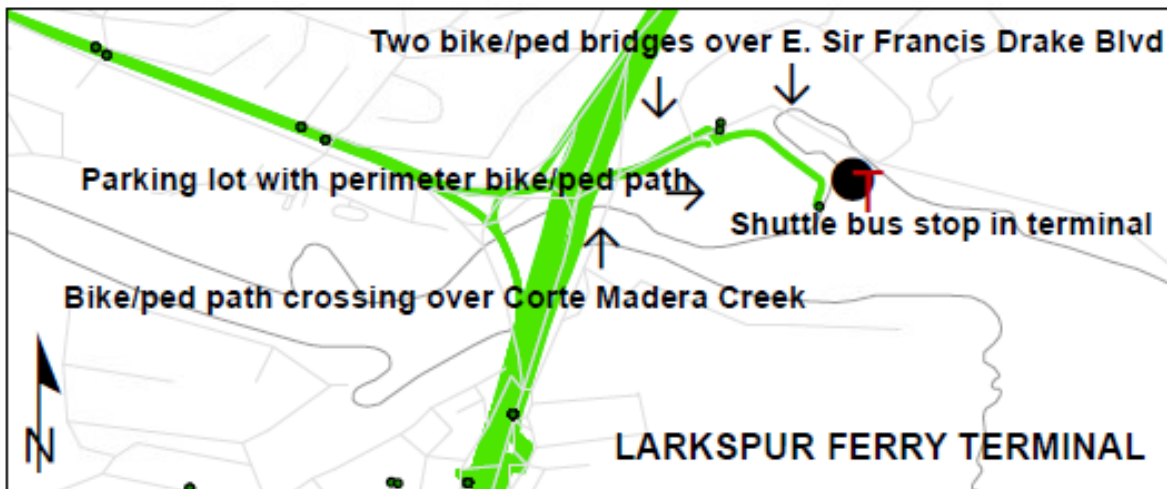 Two bike/ped bridges over E. Sir Francis Drake Blvd
Parking lot with perimeter bike/ped path
T
Shuttle bus stop in terminal
Bike/ped path crossing over Corte Madera Creek
N
LARKSPUR FERRY TERMINAL